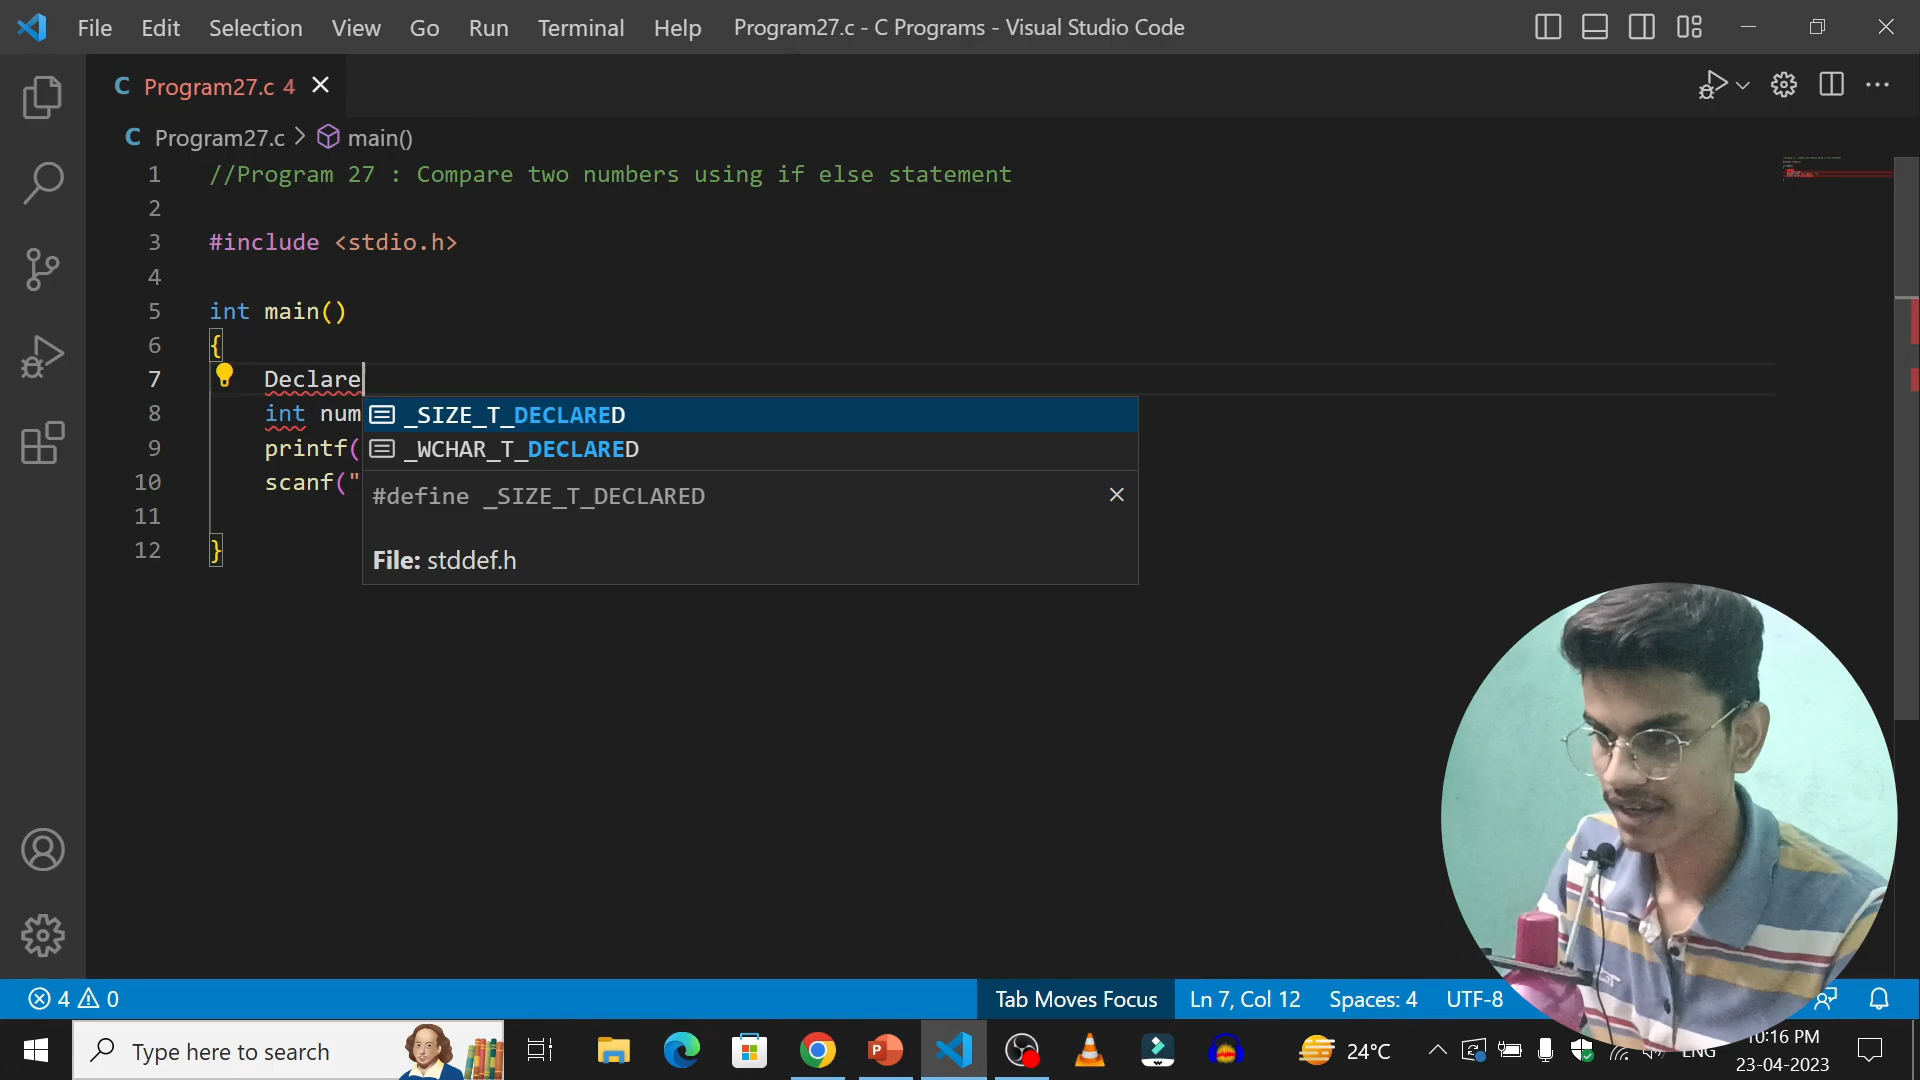 File Edit Selection View Go Run Terminal Help Program27.c - C Programs - Visual Studio Code
C Program27.c 4
C Program27.c > main()
1 //Program 27 : Compare two numbers using if else statement
2
3 #include <stdio.h>
4
5 int main()
6 {
7 Declare
8 int num
9 printf(
10 scanf("
11
12 }
_SIZE_T_DECLARED
_WCHAR_T_DECLARED
#define _SIZE_T_DECLARED
File: stddef.h
4 0 Tab Moves Focus Ln 7, Col 12 Spaces: 4 UTF-8
Type here to search
24°C
ENG
10:16 PM
23-04-2023